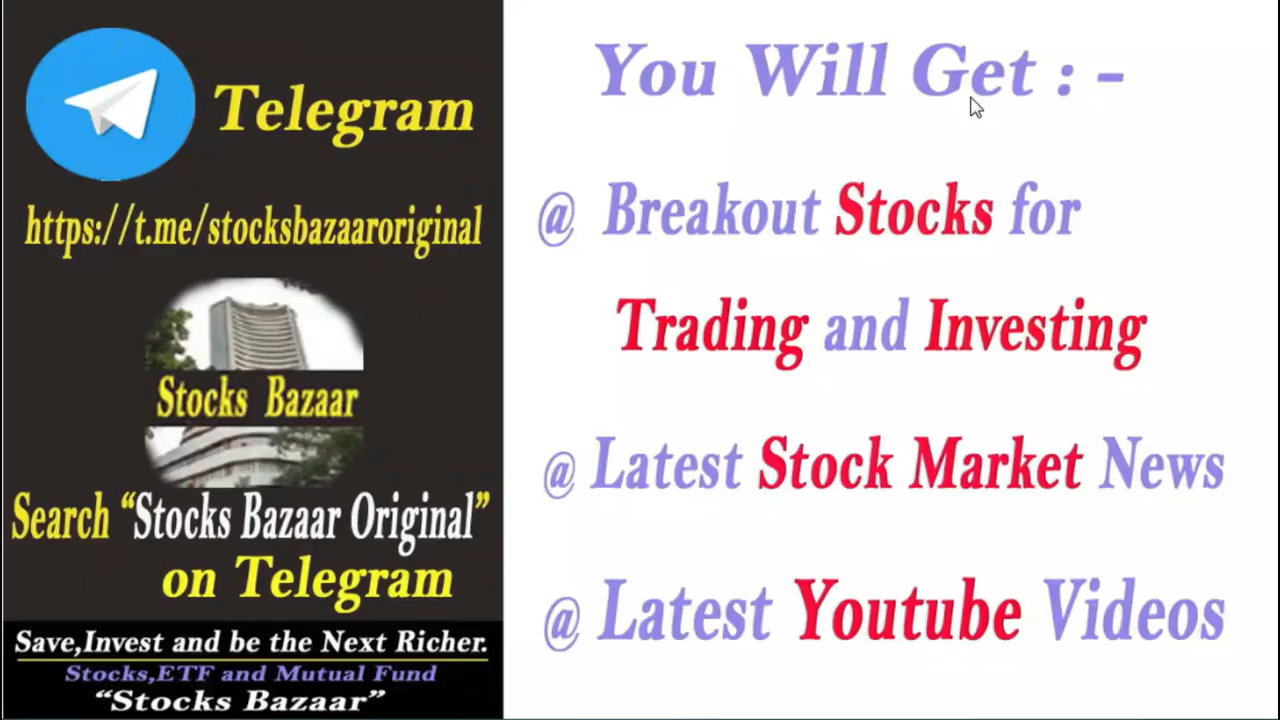 Telegram
https://t.me/stocksbazaaroriginal
Stocks Bazaar
Search “Stocks Bazaar Original”
on Telegram
Save,Invest and be the Next Richer.
Stocks,ETF and Mutual Fund
“Stocks Bazaar”
You Will Get : -
@ Breakout Stocks for
Trading and Investing
@ Latest Stock Market News
@ Latest Youtube Videos